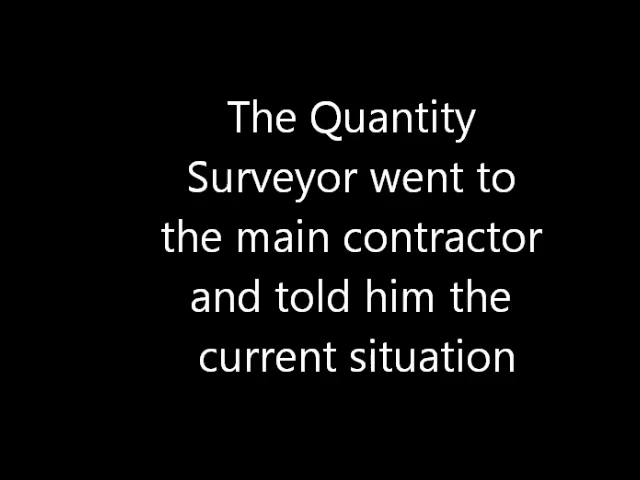 The Quantity
Surveyor went to
the main contractor
and told him the
current situation